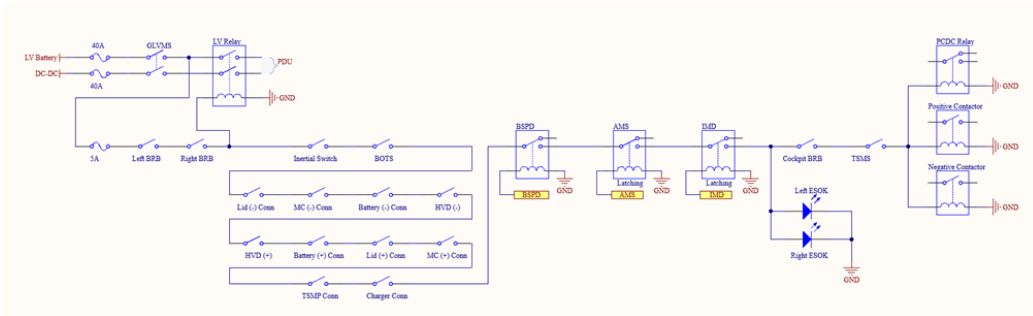 40A GLVMS LV Relay
LV Battery
PDU
DC-DC
40A
GND
PCDC Relay
GND
Positive Contactor
GND
Negative Contactor
GND
5A Left BRB Right BRB Inertial Switch BOTS
BSPD AMS IMD
Cockpit BRB TSMS
GND Latching GND Latching GND
BSPD AMS IMD
Lid (-) Conn MC (-) Conn Battery (-) Conn HVD (-)
Left ESOK
Right ESOK
GND
HVD (+) Battery (+) Conn Lid (+) Conn MC (+) Conn
TSMP Conn Charger Conn